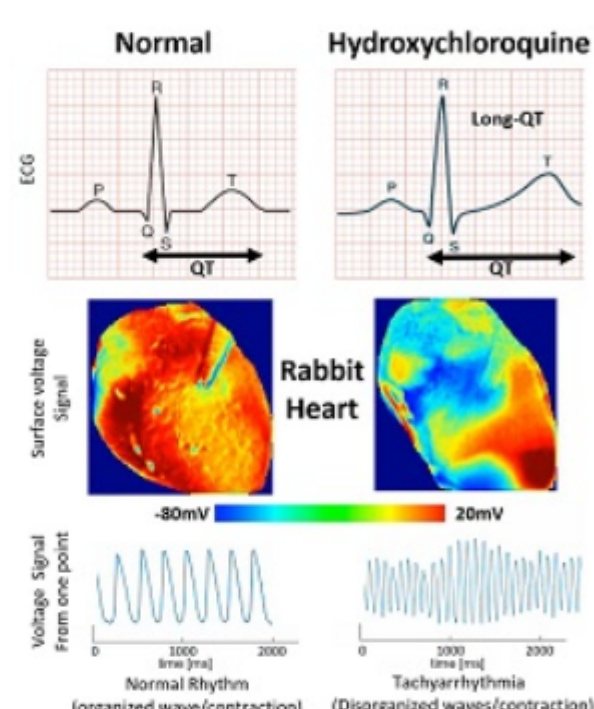 Normal
Hydroxychloroquine
ECG
R
P
T
Q
S
QT
R
Long-QT
P
T
Q
S
QT
Surface voltage
Signal
Rabbit
Heart
-80mV
20mV
Voltage Signal
From one point
0
1000
2000
time [ms]
0
1000
2000
time [ms]
Normal Rhythm
(organized wave/contraction)
Tachyarrhythmia
(Disorganized waves/contraction)